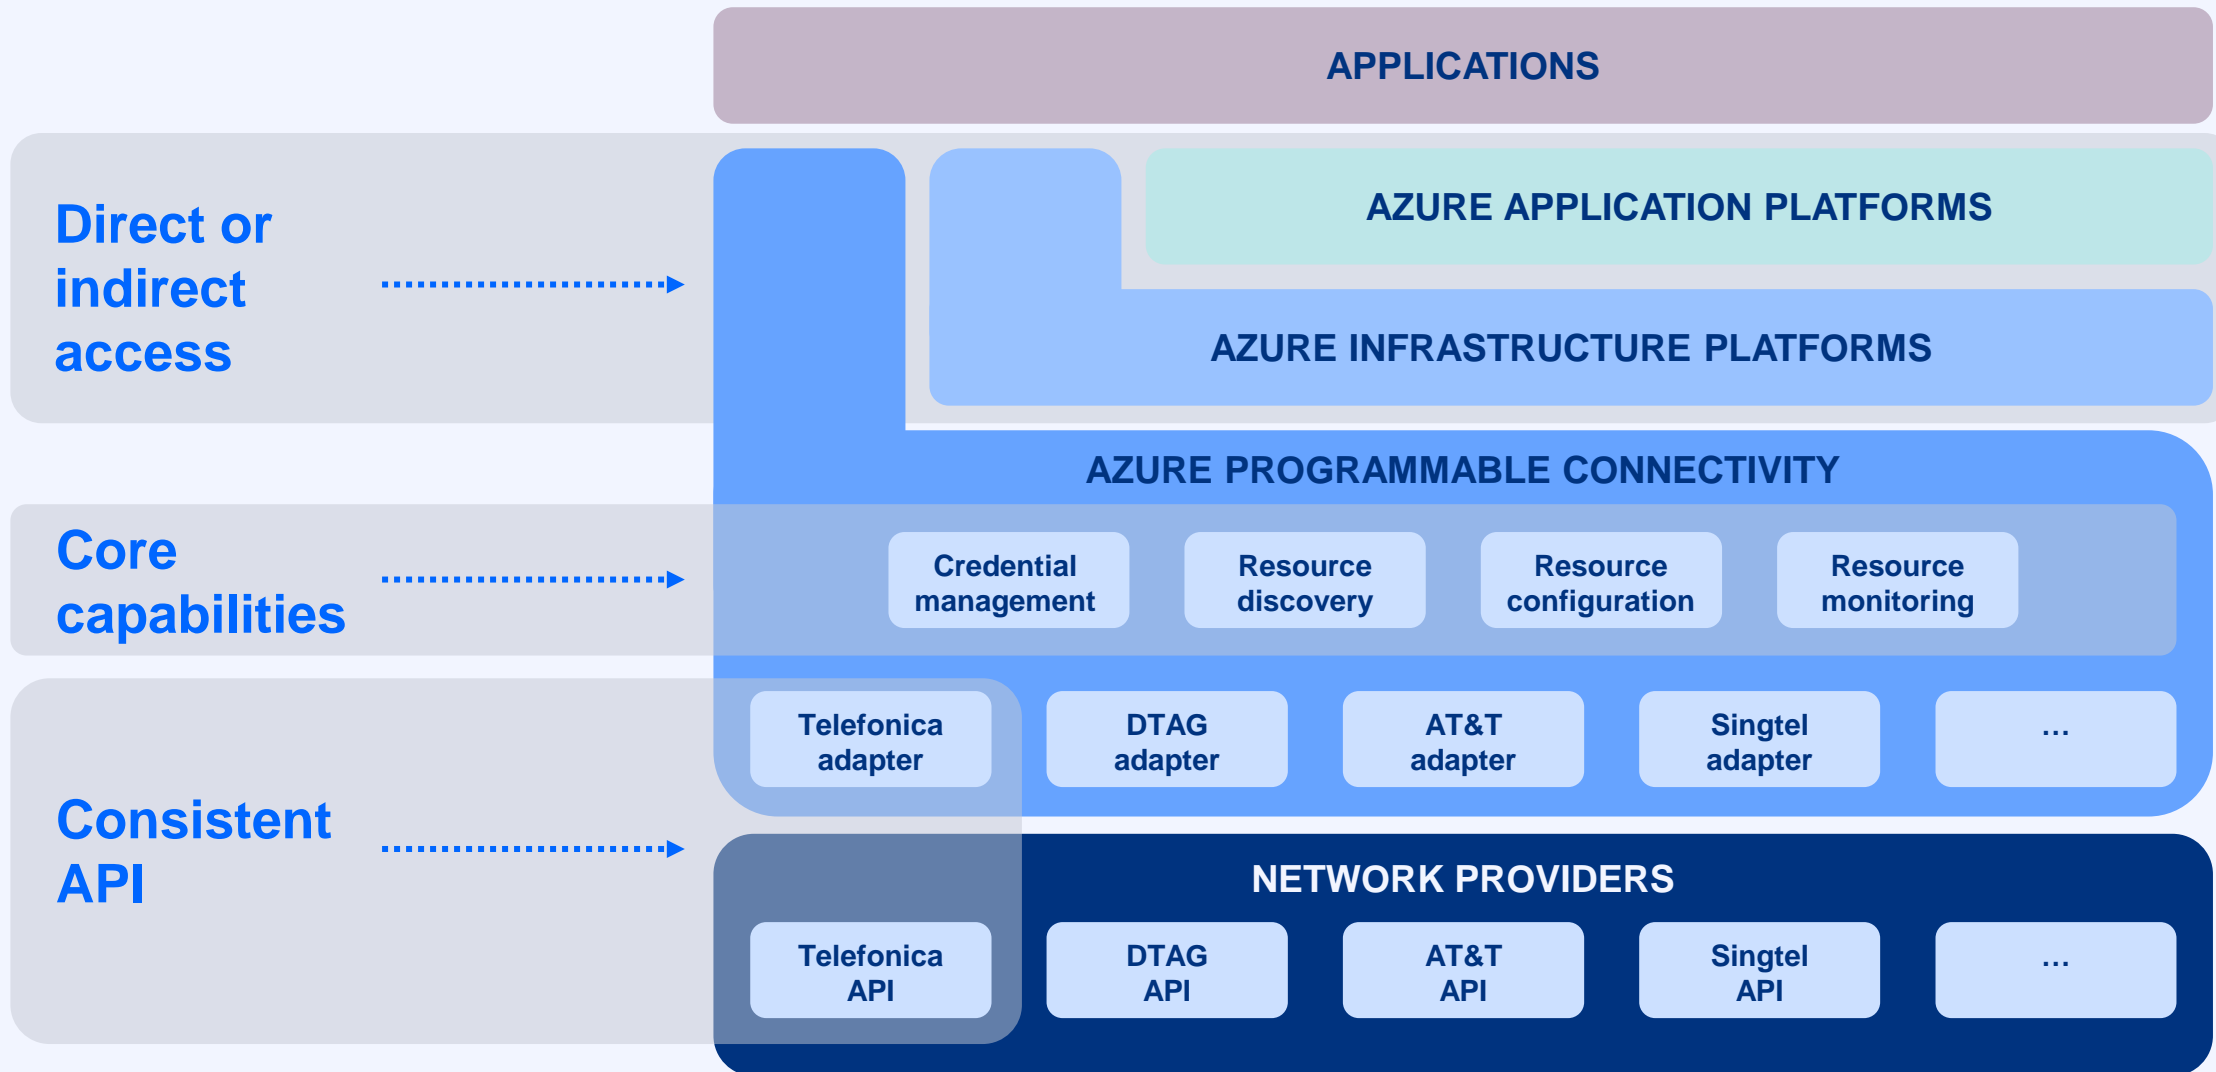 APPLICATIONS
Direct or
indirect
access
AZURE APPLICATION PLATFORMS
AZURE INFRASTRUCTURE PLATFORMS
AZURE PROGRAMMABLE CONNECTIVITY
Core
capabilities
Credential
management
Resource
discovery
Resource
configuration
Resource
monitoring
Consistent
API
Telefonica
adapter
DTAG
adapter
AT&T
adapter
Singtel
adapter
...
NETWORK PROVIDERS
Telefonica
API
DTAG
API
AT&T
API
Singtel
API
...